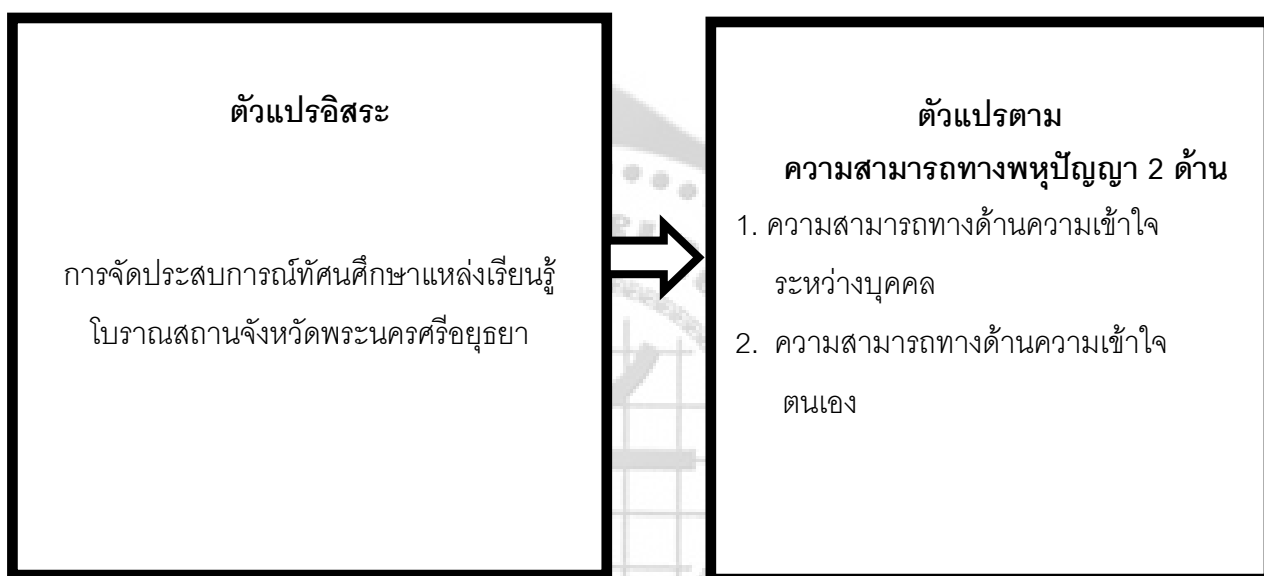 ตัวแปรอิสระ
การจัดประสบการณ์ทัศนศึกษาแหล่งเรียนรู้
โบราณสถานจังหวัดพระนครศรีอยุธยา
ตัวแปรตาม
ความสามารถทางพหุปัญญา 2 ด้าน
1. ความสามารถทางด้านความเข้าใจ
ระหว่างบุคคล
2. ความสามารถทางด้านความเข้าใจ
ตนเอง